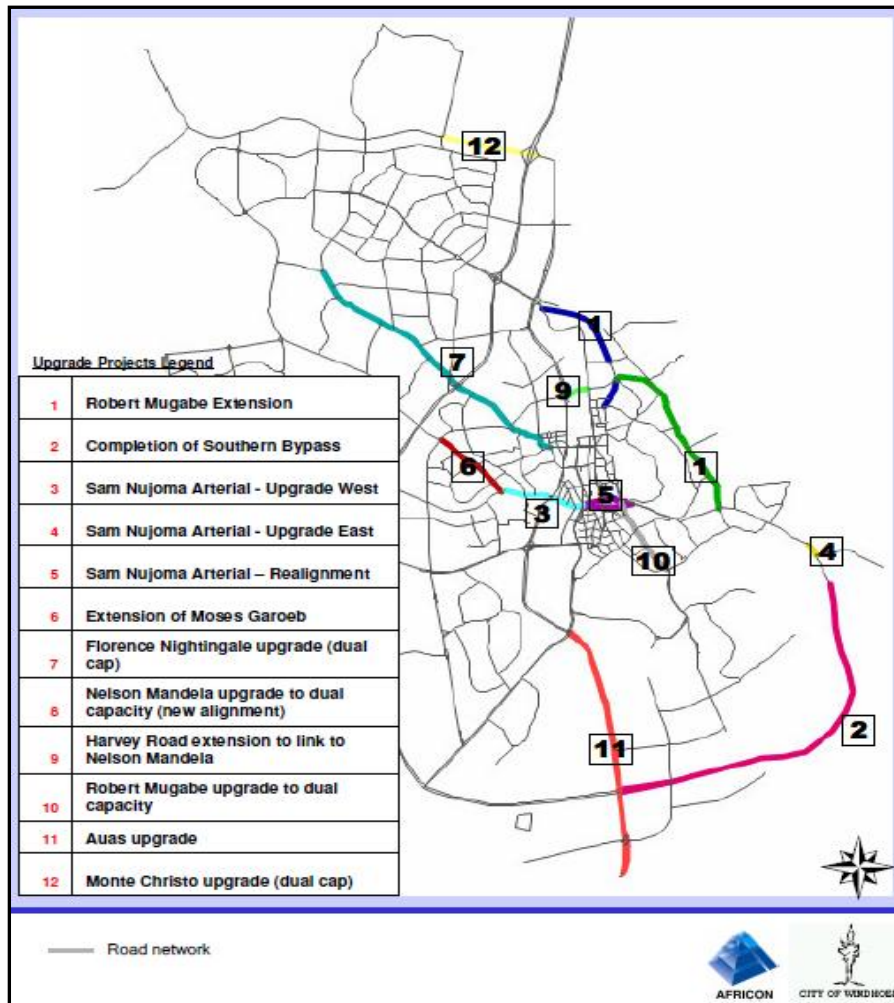 12
1
7
9
6
1
5
3
4
10
2
11
Upgrade Projects Legend
1 Robert Mugabe Extension
2 Completion of Southern Bypass
3 Sam Nujoma Arterial - Upgrade West
4 Sam Nujoma Arterial - Upgrade East
5 Sam Nujoma Arterial – Realignment
6 Extension of Moses Garoeb
7 Florence Nightingale upgrade (dual
cap)
8 Nelson Mandela upgrade to dual
capacity (new alignment)
9 Harvey Road extension to link to
Nelson Mandela
10 Robert Mugabe upgrade to dual
capacity
11 Auas upgrade
12 Monte Christo upgrade (dual cap)
Road network
AFRICON
CITY OF WINDHOEK